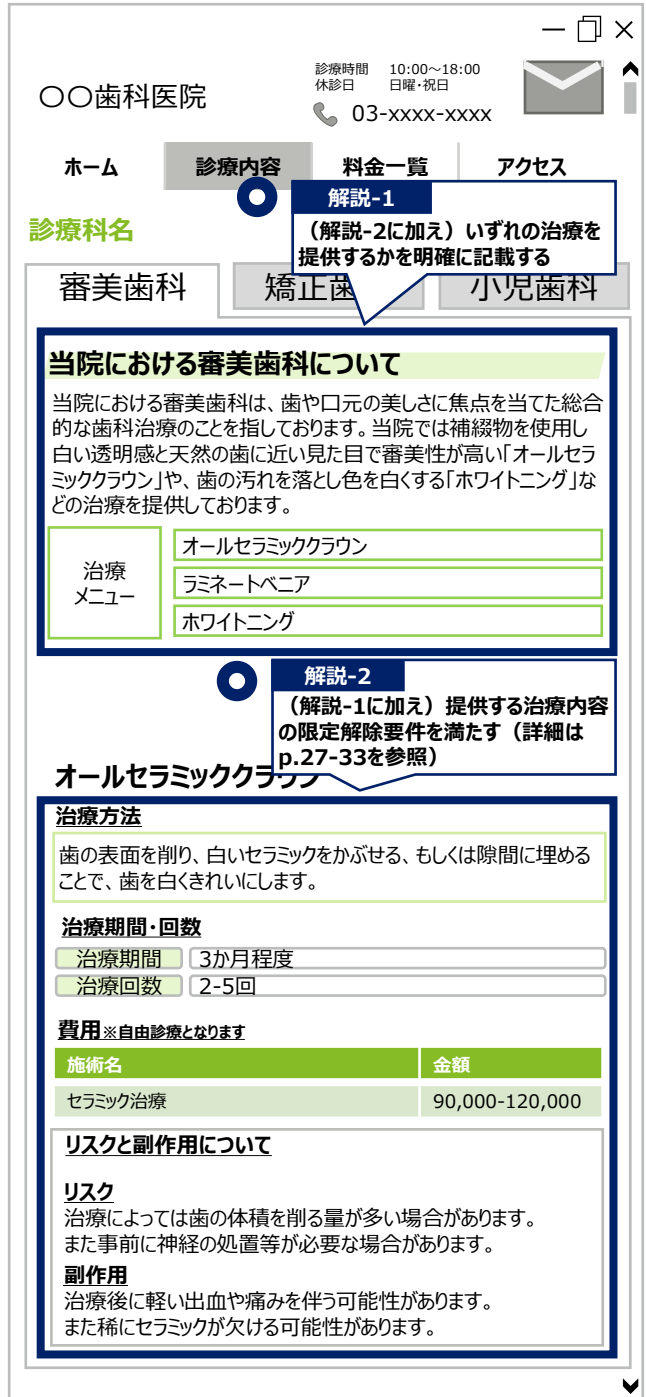 〇〇歯科医院
診療時間 10:00～18:00
休診日 日曜・祝日
03-xxxx-xxxx
ホーム 診療内容 料金一覧 アクセス
解説-1
（解説-2に加え）いずれの治療を
提供するかを明確に記載する
診療科名
審美歯科 矯正歯 小児歯科
当院における審美歯科について
当院における審美歯科は、歯や口元の美しさに焦点を当てた総合
的な歯科治療のことを指しております。当院では補綴物を使用し
白い透明感と天然の歯に近い見た目で審美性が高い「オールセラ
ミッククラウン」や、歯の汚れを落とし色を白くする「ホワイトニング」な
どの治療を提供しております。
治療
メニュー
オールセラミッククラウン
ラミネートベニア
ホワイトニング
解説-2
（解説-1に加え）提供する治療内容
の限定解除要件を満たす（詳細は
p.27-33を参照）
オールセラミッククラウン
治療方法
歯の表面を削り、白いセラミックをかぶせる、もしくは隙間に埋める
ことで、歯を白くきれいにします。
治療期間・回数
治療期間 3か月程度
治療回数 2-5回
費用※自由診療となります
施術名 金額
セラミック治療 90,000-120,000
リスクと副作用について
リスク
治療によっては歯の体積を削る量が多い場合があります。
また事前に神経の処置等が必要な場合があります。
副作用
治療後に軽い出血や痛みを伴う可能性があります。
また稀にセラミックが欠ける可能性があります。